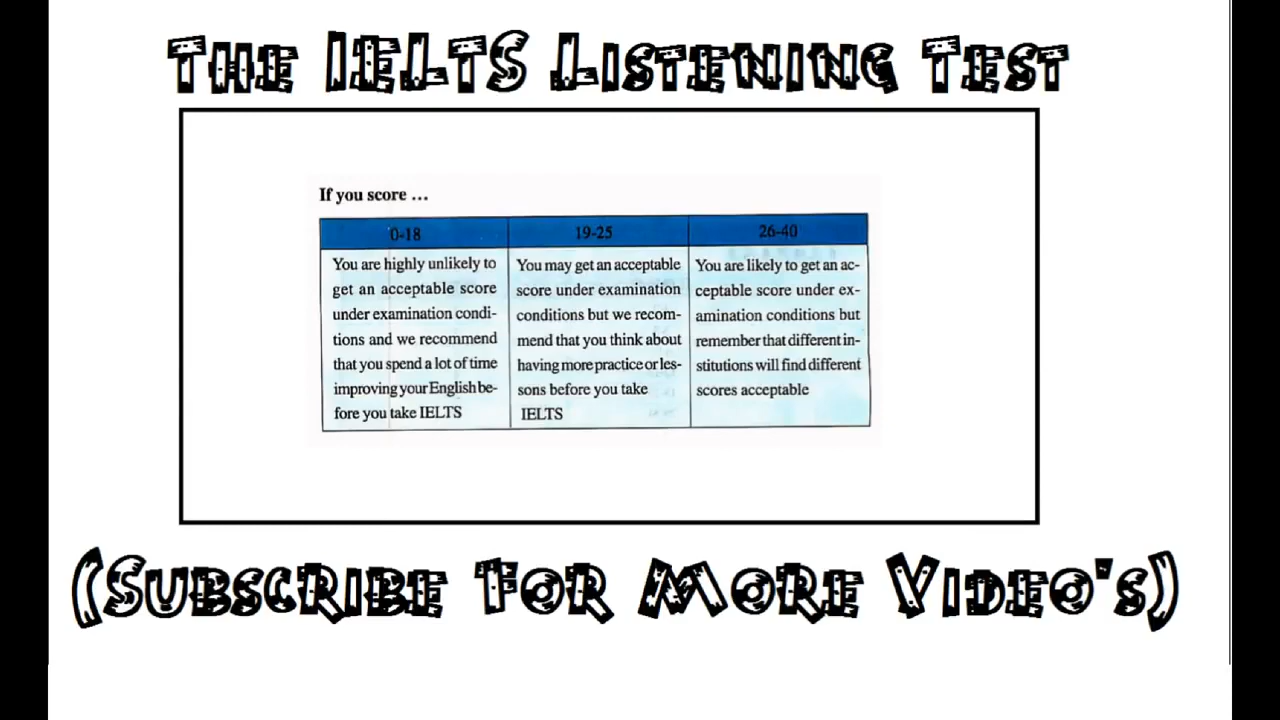 The IELTS Listening Test
If you score ...
0-18
You are highly unlikely to
get an acceptable score
under examination condi-
tions and we recommend
that you spend a lot of time
improving your English be-
fore you take IELTS
19-25
You may get an acceptable
score under examination
conditions but we recom-
mend that you think about
having more practice or les-
sons before you take
IELTS
26-40
You are likely to get an ac-
ceptable score under ex-
amination conditions but
remember that different in-
stitutions will find different
scores acceptable
(Subscribe For More Video's)